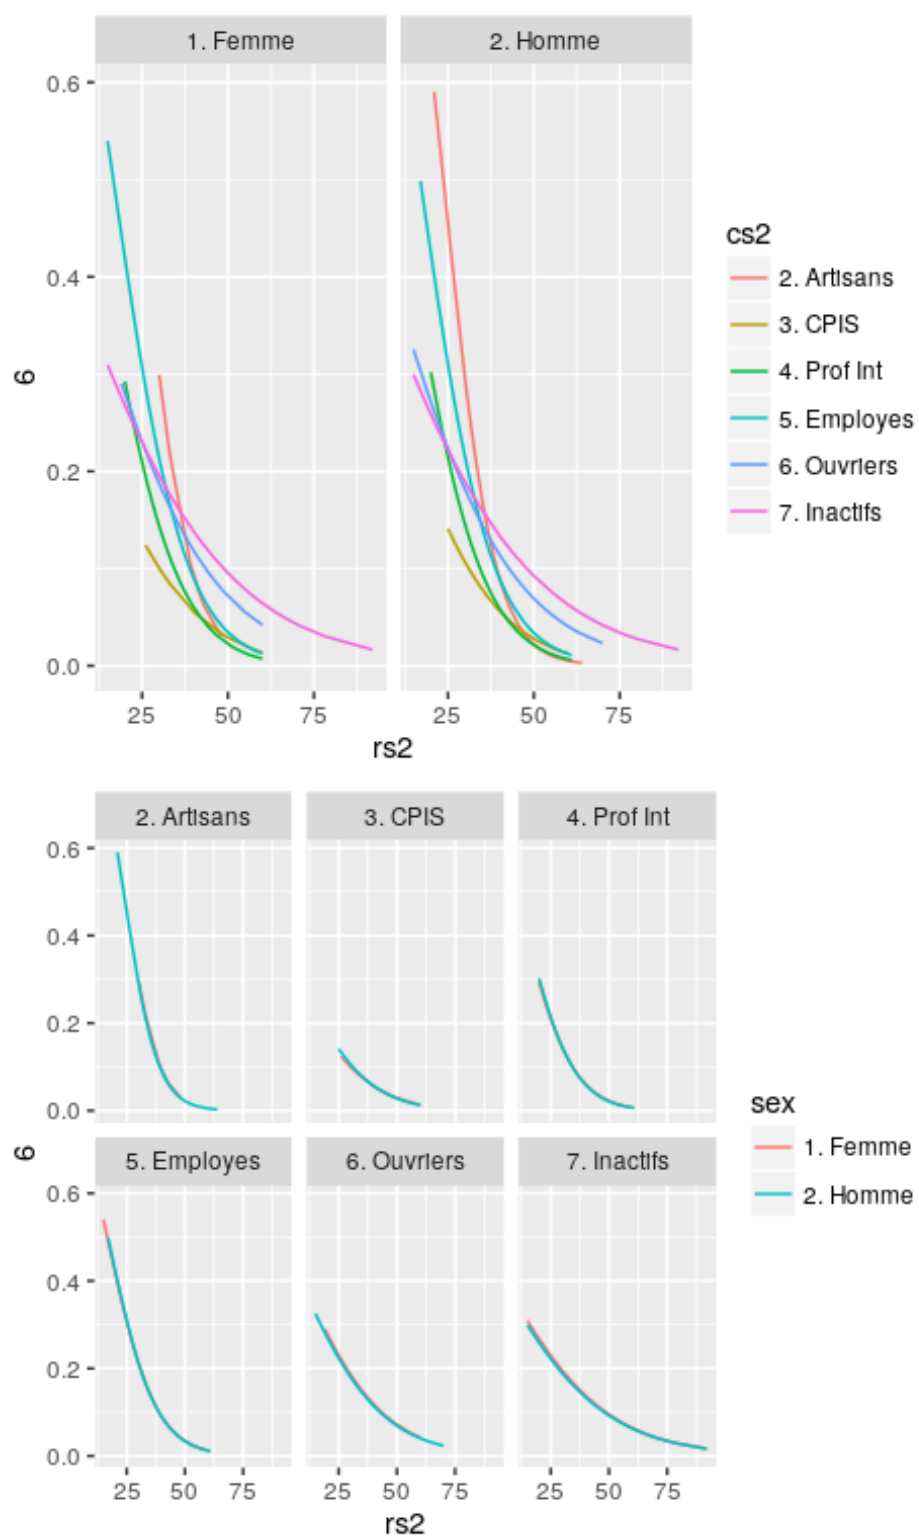 1. Femme 2. Homme
0.6
0.4
0.2
0.0
6
25 50 75 25 50 75
rs2
cs2
2. Artisans
3. CPIS
4. Prof Int
5. Employes
6. Ouvriers
7. Inactifs
2. Artisans 3. CPIS 4. Prof Int
0.6
0.4
0.2
0.0
6
5. Employes 6. Ouvriers 7. Inactifs
0.6
0.4
0.2
0.0
25 50 75 25 50 75 25 50 75
rs2
sex
1. Femme
2. Homme